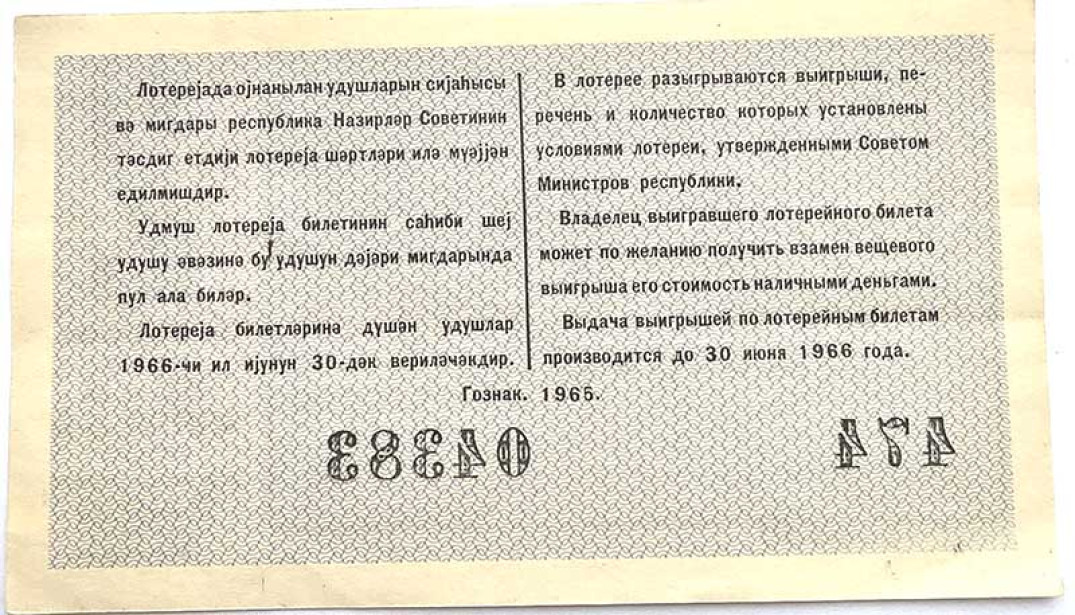 Лотерејада ојнанылан удушларын сијаһысы
вә мигдары республика Назирләр Советинин
тәсдиг етдији лотереја шәртләри илә мүәјјән
едилмишдир.
Удмуш лотереја билетинин саһиби шеј
удушу әвәзинә бу удушун дәјәри мигдарында
пул ала биләр.
Лотереја билетләринә дүшән удушлар
1966-чи ил ијунун 30-дәк вериләчәкдир.
В лотерее разыгрываются выигрыши, пе-
речень и количество которых установлены
условиями лотереи, утвержденными Советом
Министров республики.
Владелец выигравшего лотерейного билета
может по желанию получить взамен вещевого
выигрыша его стоимость наличными деньгами.
Выдача выигрышей по лотерейным билетам
производится до 30 июня 1966 года.
Гознак. 1965.
04383
474